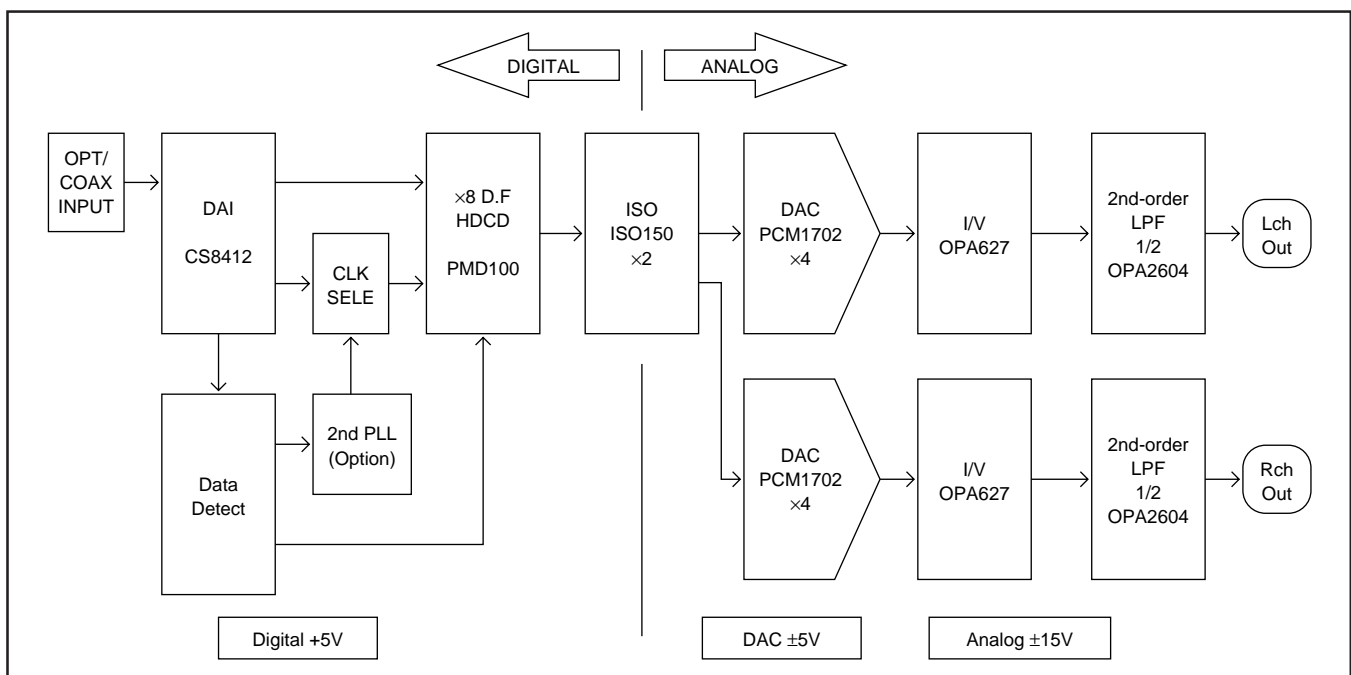 DIGITAL
ANALOG
OPT/
COAX
INPUT
DAI
CS8412
CLK
SELE
×8 D.F
HDCD
PMD100
ISO
ISO150
×2
DAC
PCM1702
×4
I/V
OPA627
2nd-order
LPF
1/2
OPA2604
Lch
Out
Data
Detect
2nd PLL
(Option)
DAC
PCM1702
×4
I/V
OPA627
2nd-order
LPF
1/2
OPA2604
Rch
Out
Digital +5V
DAC ±5V
Analog ±15V